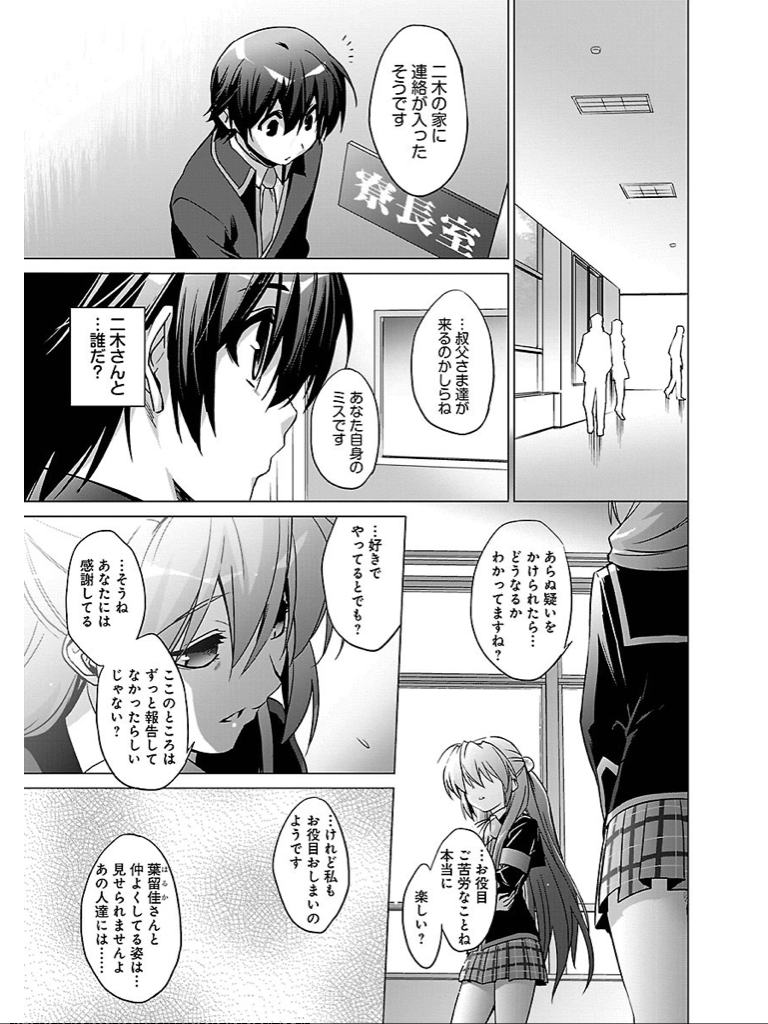 二木の家に
連絡が入った
そうです
寮長室
…叔父さま達が
来るのかしらね
あなた自身の
ミスです
二木さんと
…誰だ？
あらぬ疑いを
かけられたら…
どうなるか
わかってますね？
…お役目
ご苦労なことね
本当に
楽しい？
…好きで
やってるとでも？
…そうね
あなたには
感謝してる
ここのところは
ずっと報告して
なかったらしい
じゃない？
…けれど私も
お役目おしまいの
ようです
葉留佳さんと
はるか
仲よくしてる姿は…
見せられませんよ
あの人達には……